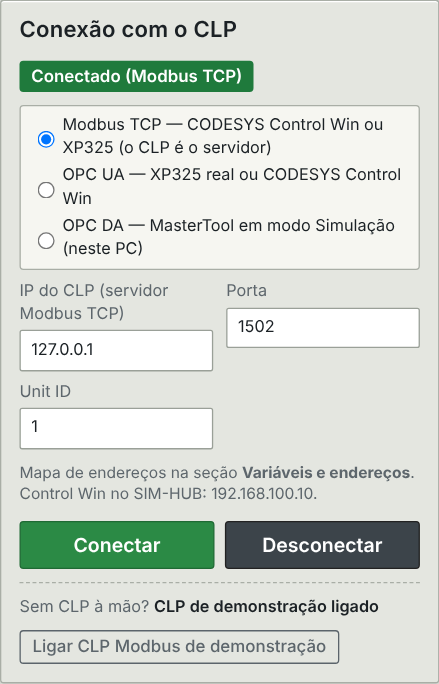 Conexão com o CLP
Conectado (Modbus TCP)
Modbus TCP — CODESYS Control Win ou
XP325 (o CLP é o servidor)
OPC UA — XP325 real ou CODESYS Control
Win
OPC DA — MasterTool em modo Simulação
(neste PC)
IP do CLP (servidor
Modbus TCP)
Porta
127.0.0.1
1502
Unit ID
1
Mapa de endereços na seção Variáveis e endereços.
Control Win no SIM-HUB: 192.168.100.10.
Conectar
Desconectar
Sem CLP à mão? CLP de demonstração ligado
Ligar CLP Modbus de demonstração